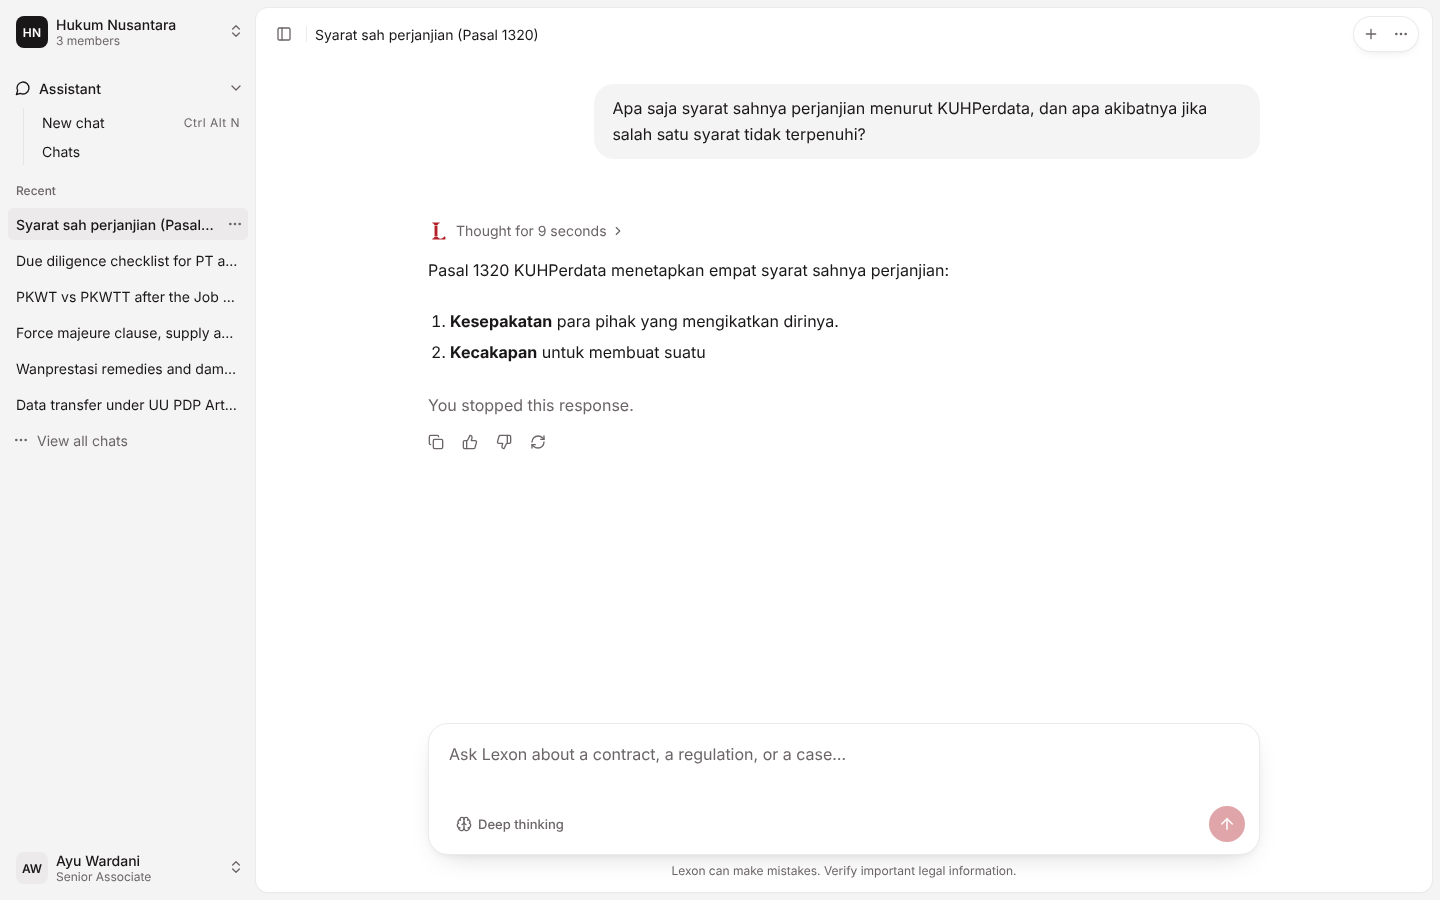 HN
Hukum Nusantara
3 members
Assistant
New chat
Ctrl Alt N
Chats
Recent
Syarat sah perjanjian (Pasal...
Due diligence checklist for PT a...
PKWT vs PKWTT after the Job ...
Force majeure clause, supply a...
Wanprestasi remedies and dam...
Data transfer under UU PDP Art...
View all chats
AW
Ayu Wardani
Senior Associate
Syarat sah perjanjian (Pasal 1320)
Apa saja syarat sahnya perjanjian menurut KUHPerdata, dan apa akibatnya jika
salah satu syarat tidak terpenuhi?
L
Thought for 9 seconds
Pasal 1320 KUHPerdata menetapkan empat syarat sahnya perjanjian:
1. Kesepakatan para pihak yang mengikatkan dirinya.
2. Kecakapan untuk membuat suatu
You stopped this response.
Ask Lexon about a contract, a regulation, or a case...
Deep thinking
Lexon can make mistakes. Verify important legal information.